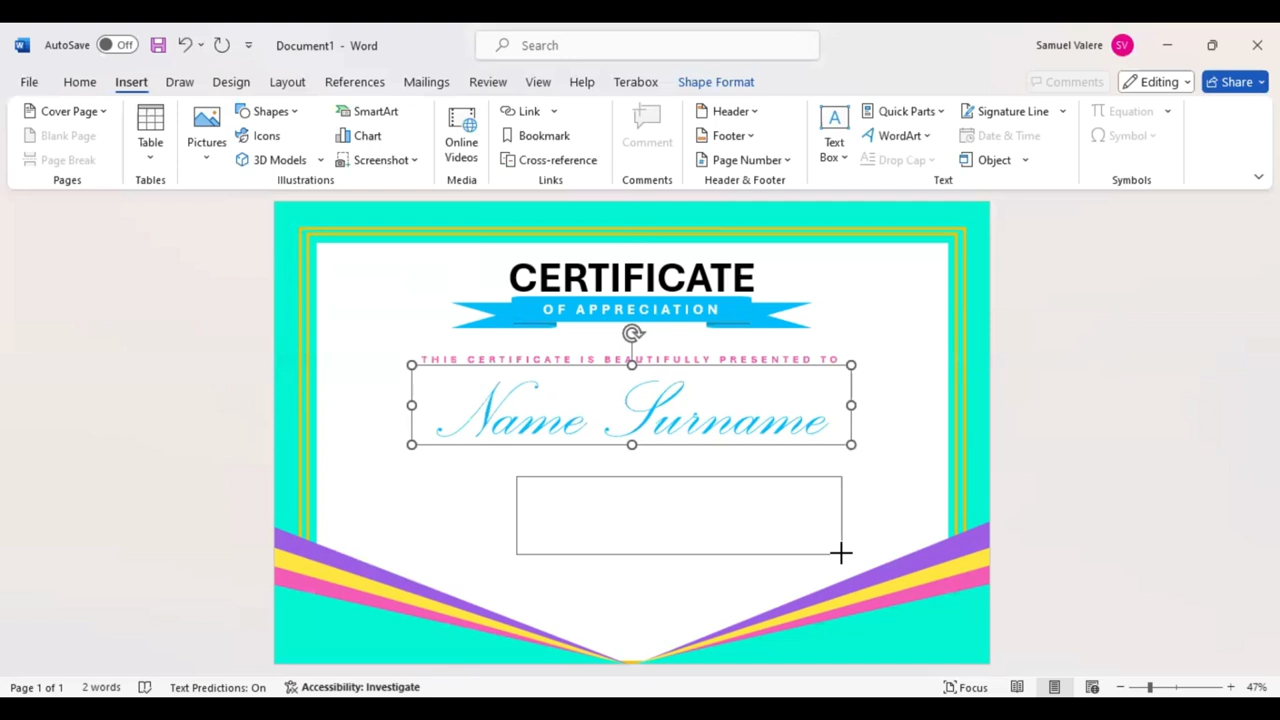 AutoSave Off Document1 - Word Search Samuel Valere SV
File Home Insert Draw Design Layout References Mailings Review View Help Terabox Shape Format Comments Editing Share
Cover Page
Blank Page
Page Break
Pages
Table
Tables
Pictures
Shapes
Icons
3D Models
SmartArt
Chart
Screenshot
Illustrations
Online
Videos
Media
Link
Bookmark
Cross-reference
Links
Comment
Comments
Header
Footer
Page Number
Header & Footer
A
Text
Box
Quick Parts
WordArt
Drop Cap
Signature Line
Date & Time
Object
Text
Equation
Symbol
Symbols
CERTIFICATE
OF APPRECIATION
THIS CERTIFICATE IS BEAUTIFULLY PRESENTED TO
Name Surname
Page 1 of 1 2 words Text Predictions: On Accessibility: Investigate Focus 47%